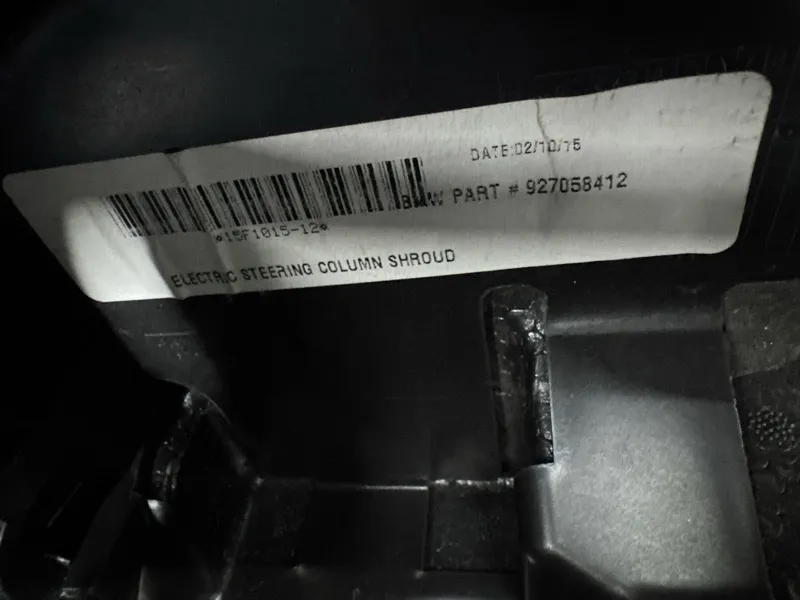 DATE:02/10/15
BMW PART # 927058412
*15F1015-12*
ELECTRIC STEERING COLUMN SHROUD